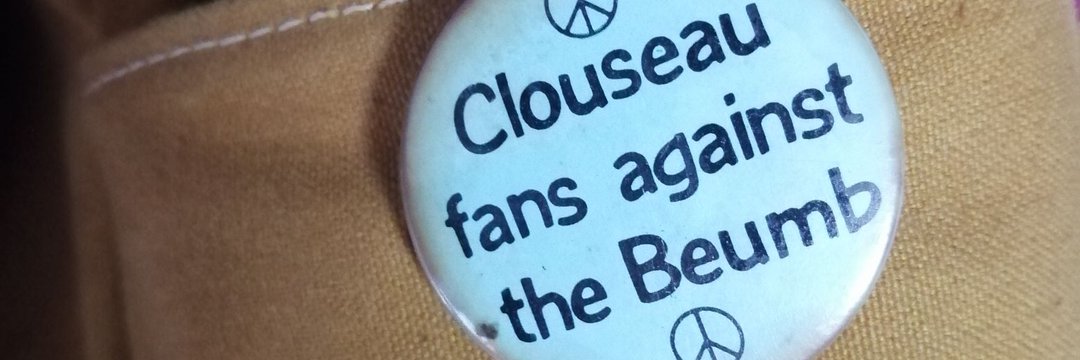 Clouseau
fans against
the Beumb